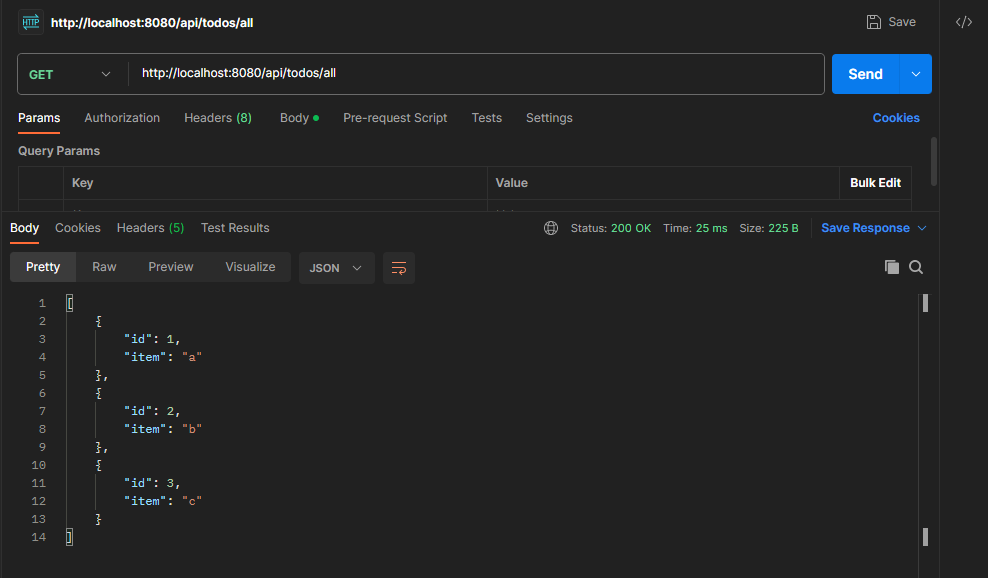 HTTP http://localhost:8080/api/todos/all Save </>
GET http://localhost:8080/api/todos/all Send
Params Authorization Headers (8) Body Pre-request Script Tests Settings Cookies
Query Params
Key Value Bulk Edit
Body Cookies Headers (5) Test Results Status: 200 OK Time: 25 ms Size: 225 B Save Response
Pretty Raw Preview Visualize JSON
1 [
2 {
3 "id": 1,
4 "item": "a"
5 },
6 {
7 "id": 2,
8 "item": "b"
9 },
10 {
11 "id": 3,
12 "item": "c"
13 }
14 ]